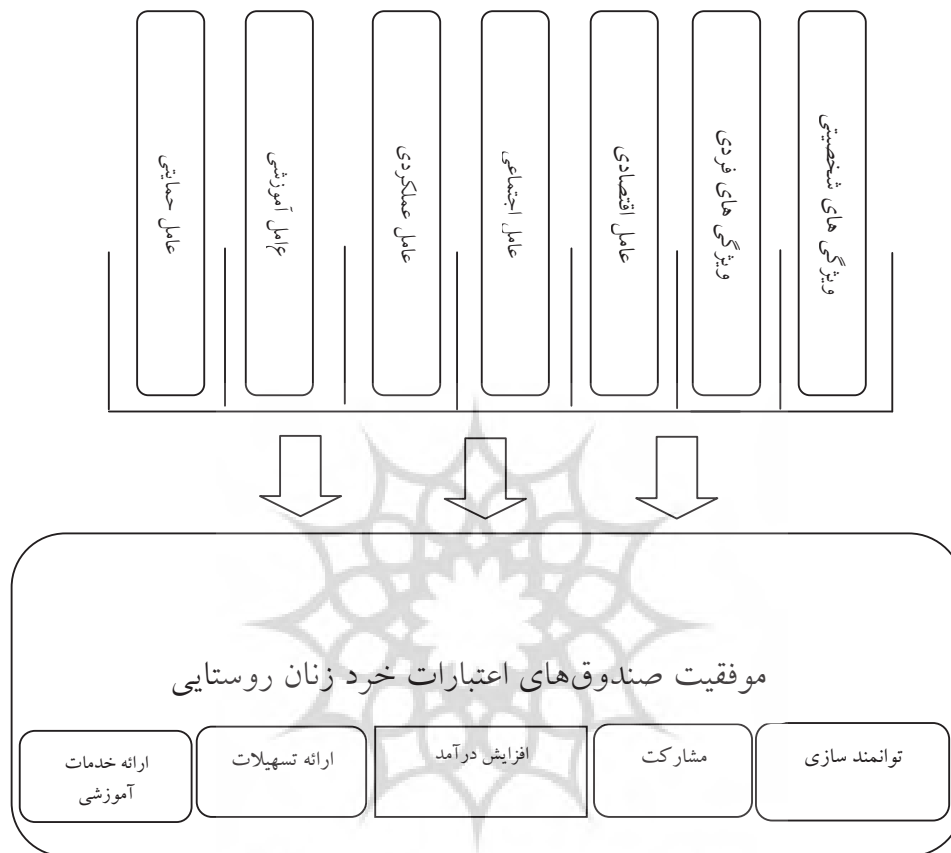 ویژگی های شخصیتی
ویژگی های فردی
عامل اقتصادی
عامل اجتماعی
عامل عملکردی
عامل آموزشی
عامل حمایتی
موفقیت صندوق‌های اعتبارات خرد زنان روستایی
توانمند سازی
مشارکت
افزایش درآمد
ارائه تسهیلات
ارائه خدمات
آموزشی